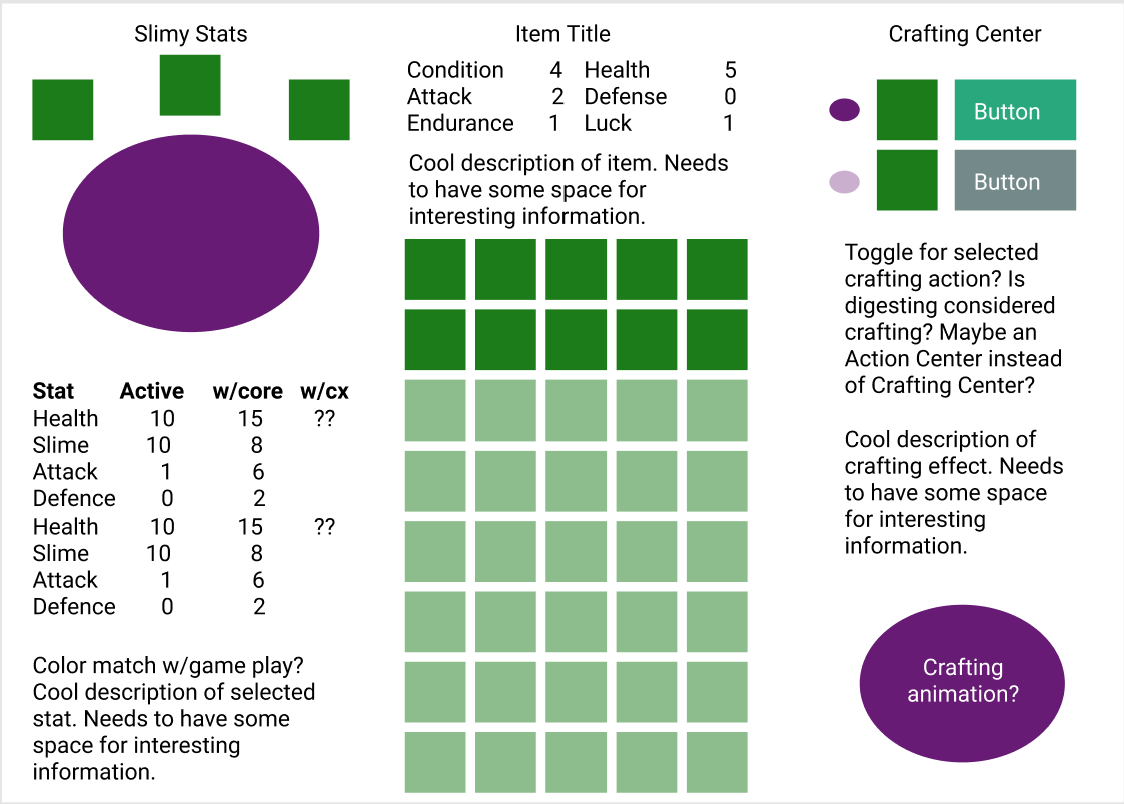 Slimy Stats
Stat Active w/core w/cx
Health 10 15 ??
Slime 10 8
Attack 1 6
Defence 0 2
Health 10 15 ??
Slime 10 8
Attack 1 6
Defence 0 2
Color match w/game play?
Cool description of selected
stat. Needs to have some
space for interesting
information.
Item Title
Condition 4 Health 5
Attack 2 Defense 0
Endurance 1 Luck 1
Cool description of item. Needs
to have some space for
interesting information.
Crafting Center
Button
Button
Toggle for selected
crafting action? Is
digesting considered
crafting? Maybe an
Action Center instead
of Crafting Center?
Cool description of
crafting effect. Needs
to have some space
for interesting
information.
Crafting
animation?